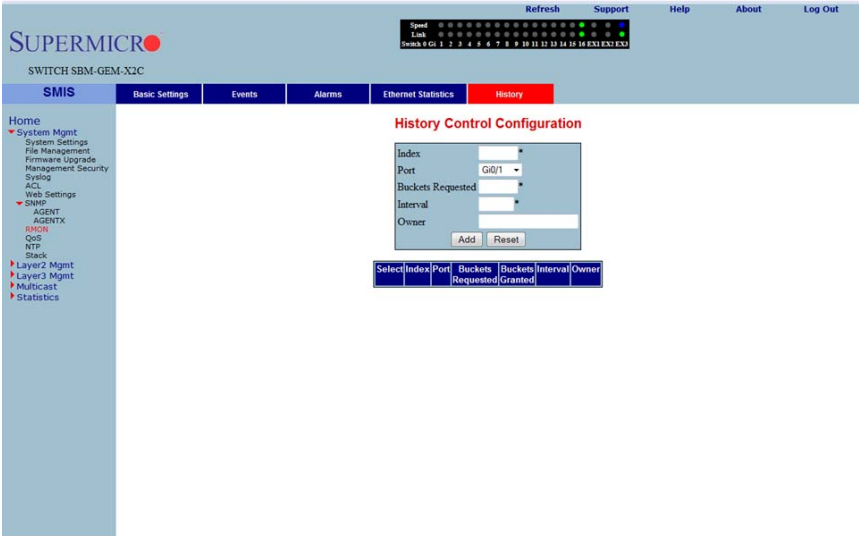 Refresh Support Help About Log Out
Speed
Link
Switch 0 Gi 1 2 3 4 5 6 7 8 9 10 11 12 13 14 15 16 EX1 EX2 EX3
SUPERMICRO
SWITCH SBM-GEM-X2C
SMIS
Basic Settings Events Alarms Ethernet Statistics History
Home
System Mgmt
System Settings
File Management
Firmware Upgrade
Management Security
Syslog
ACL
Web Settings
SNMP
AGENT
AGENTX
RMON
QoS
NTP
Stack
Layer2 Mgmt
Layer3 Mgmt
Multicast
Statistics
History Control Configuration
Index *
Port Gi0/1
Buckets Requested *
Interval *
Owner
Add Reset
Select Index Port Buckets Requested Buckets Granted Interval Owner